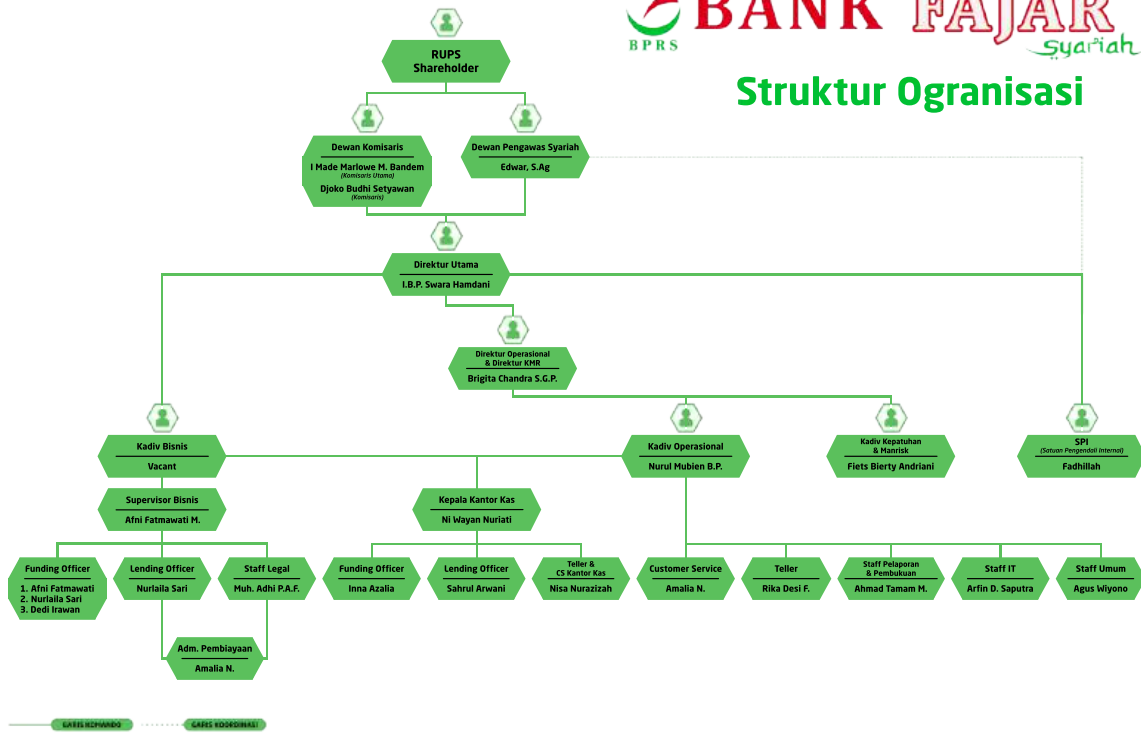 BPRS
BANK FAJAR
syariah
Struktur Ogranisasi
RUPS
Shareholder
Dewan Komisaris
I Made Marlowe M. Bandem
(Komisaris Utama)
Djoko Budhi Setyawan
(Komisaris)
Dewan Pengawas Syariah
Edwar, S.Ag
Direktur Utama
I.B.P. Swara Hamdani
Direktur Operasional
& Direktur KMR
Brigita Chandra S.G.P.
Kadiv Bisnis
Vacant
Kadiv Operasional
Nurul Mubien B.P.
Kadiv Kepatuhan
& Manrisk
Fiets Bierty Andriani
SPI
(Satuan Pengendali Internal)
Fadhillah
Supervisor Bisnis
Afni Fatmawati M.
Kepala Kantor Kas
Ni Wayan Nuriati
Funding Officer
1. Afni Fatmawati
2. Nurlaila Sari
3. Dedi Irawan
Lending Officer
Nurlaila Sari
Staff Legal
Muh. Adhi P.A.F.
Funding Officer
Inna Azalia
Lending Officer
Sahrul Arwani
Teller &
CS Kantor Kas
Nisa Nurazizah
Customer Service
Amalia N.
Teller
Rika Desi F.
Staff Pelaporan
& Pembukuan
Ahmad Tamam M.
Staff IT
Arfin D. Saputra
Staff Umum
Agus Wiyono
Adm. Pembiayaan
Amalia N.
GARIS KOMANDO
GARIS KOORDINASI